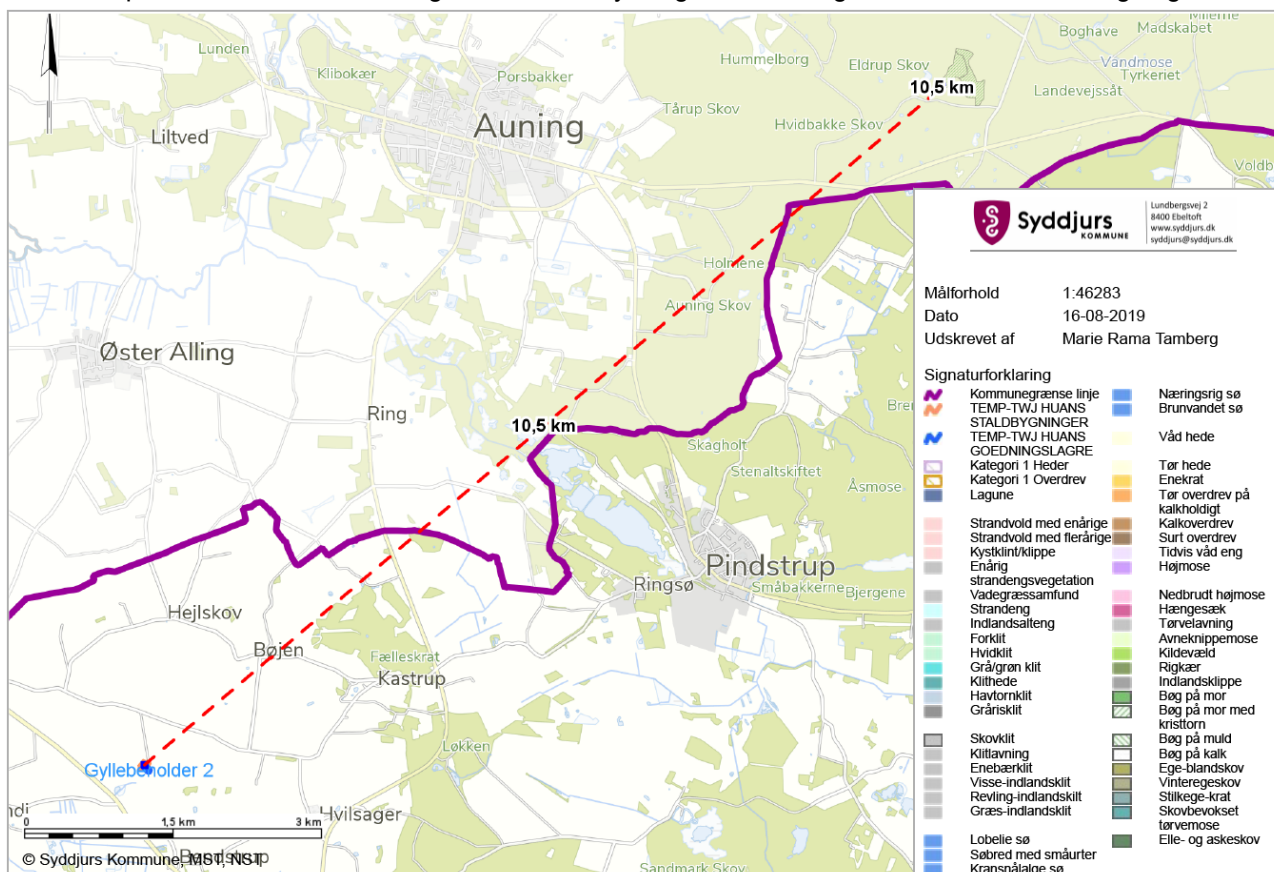 Lunden
Klibokær
Porsbakker
Hummelborg
Eldrup Skov
Boghave
Madskabet
Vandmose
Tyrkeriet
10,5 km
Landevejssåt
Tårup Skov
Auning
Liltved
Hvidbakke Skov
Voldb
Holmene
Auning Skov
Øster Alling
Ring
10,5 km
Skagholt
Stenaltskiftet
Åsmose
Pindstrup
Ringsø
Småbakkerne
Bjergene
Hejlskov
Bøjen
Fælleskrat
Kastrup
Løkken
Gyllebeholder 2
Hvilsager
0 1,5 km 3 km
© Syddjurs Kommune, MST, NST
Sandmark Skov
Syddjurs
KOMMUNE
Lundbergsvej 2
8400 Ebeltoft
www.syddjurs.dk
syddjurs@syddjurs.dk
Målforhold 1:46283
Dato 16-08-2019
Udskrevet af Marie Rama Tamberg
Signaturforklaring
Kommunegrænse linje
TEMP-TWJ HUANS
STALDBYGNINGER
TEMP-TWJ HUANS
GOEDNINGSLAGRE
Kategori 1 Heder
Kategori 1 Overdrev
Lagune
Strandvold med enårige
Strandvold med flerårige
Kystklint/klippe
Enårig
strandengsvegetation
Vadegræssamfund
Strandeng
Indlandsalteng
Forklit
Hvidklit
Grå/grøn klit
Klithede
Havtornklit
Grårisklit
Skovklit
Klitlavning
Enebærklit
Visse-indlandsklit
Revling-indlandskilt
Græs-indlandsklit
Lobelie sø
Søbred med småurter
Kransnålalge sø
Næringsrig sø
Brunvandet sø
Våd hede
Tør hede
Enekrat
Tør overdrev på
kalkholdigt
Kalkoverdrev
Surt overdrev
Tidvis våd eng
Højmose
Nedbrudt højmose
Hængesæk
Tørvelavning
Avneknippemose
Kildevæld
Rigkær
Indlandsklippe
Bøg på mor
Bøg på mor med
kristtorn
Bøg på muld
Bøg på kalk
Ege-blandskov
Vinteregeskov
Stilkege-krat
Skovbevokset
tørvemose
Elle- og askeskov